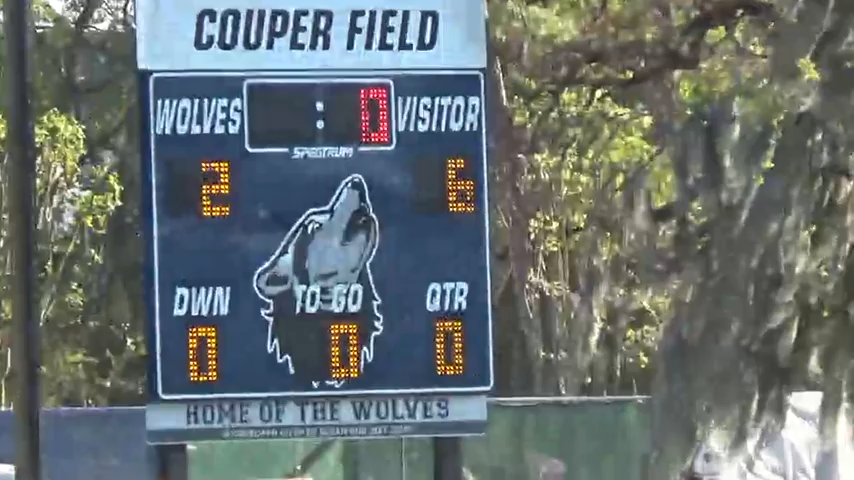 COUPER FIELD
WOLVES : 0 VISITOR
SPECTRUM
2 6
DWN TO GO QTR
0 0 0
HOME OF THE WOLVES